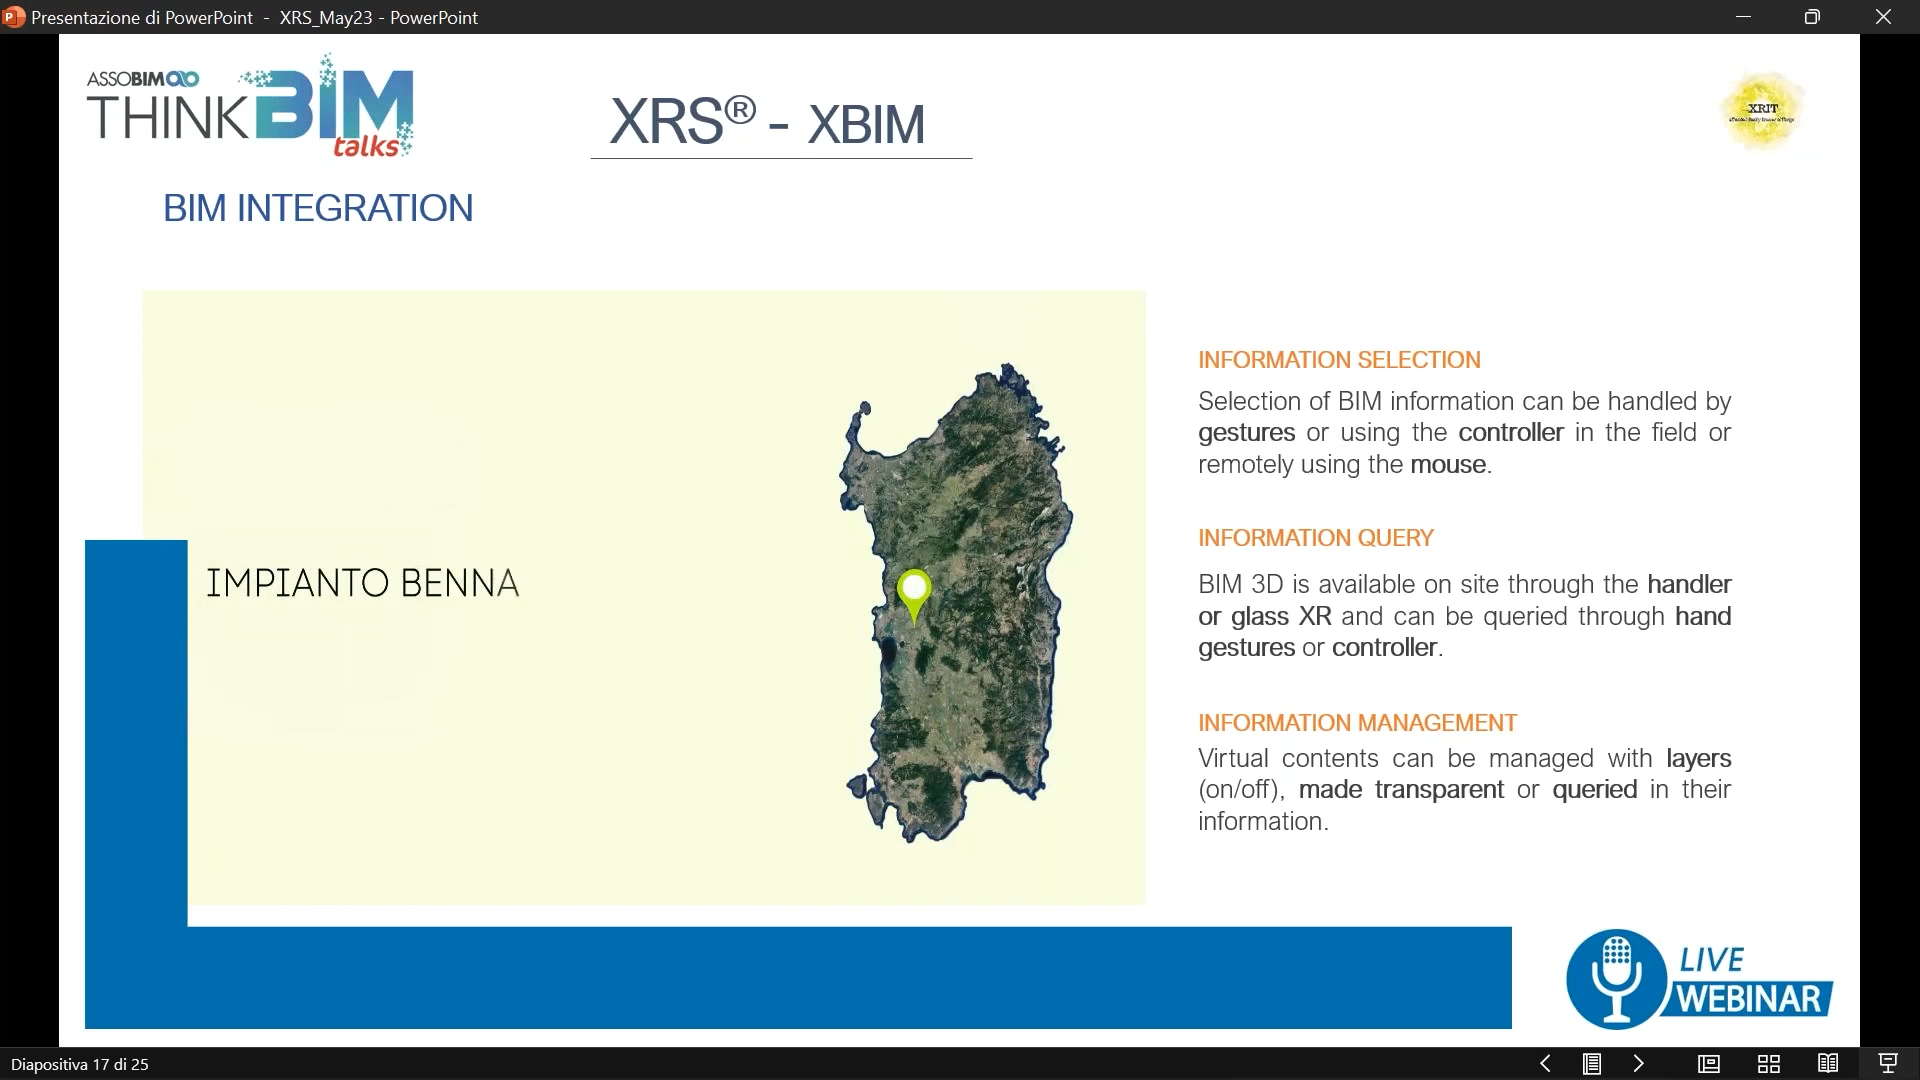 Presentazione di PowerPoint - XRS_May23 - PowerPoint
ASSOBIM
THINKBIM
talks
XRS® - XBIM
XRIT
BIM INTEGRATION
IMPIANTO BENNA
INFORMATION SELECTION
Selection of BIM information can be handled by
gestures or using the controller in the field or
remotely using the mouse.
INFORMATION QUERY
BIM 3D is available on site through the handler
or glass XR and can be queried through hand
gestures or controller.
INFORMATION MANAGEMENT
Virtual contents can be managed with layers
(on/off), made transparent or queried in their
information.
LIVE
WEBINAR
Diapositiva 17 di 25